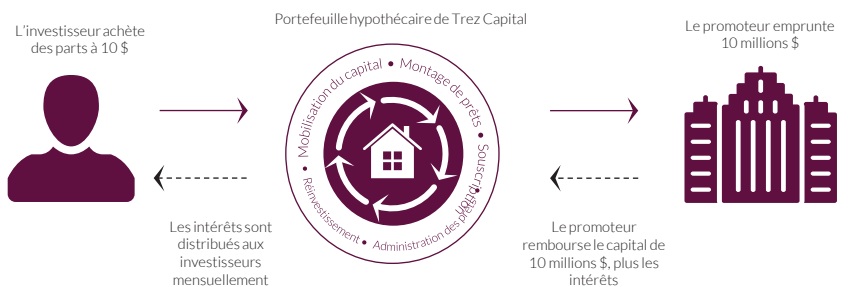 L'investisseur achète
des parts à 10 $
Portefeuille hypothécaire de Trez Capital
Le promoteur emprunte
10 millions $
Mobilisation du capital • Montage de prêts • Souscription • Administration des prêts • Réinvestissement •
Les intérêts sont
distribués aux
investisseurs
mensuellement
Le promoteur
rembourse le capital de
10 millions $, plus les
intérêts